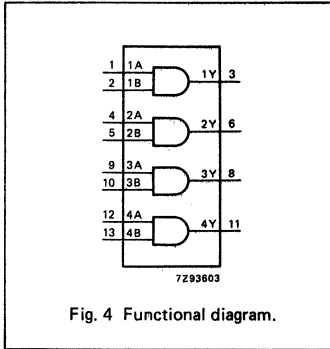 1 1A
2 1B
1Y 3
4 2A
5 2B
2Y 6
9 3A
10 3B
3Y 8
12 4A
13 4B
4Y 11
7Z93603
Fig. 4 Functional diagram.